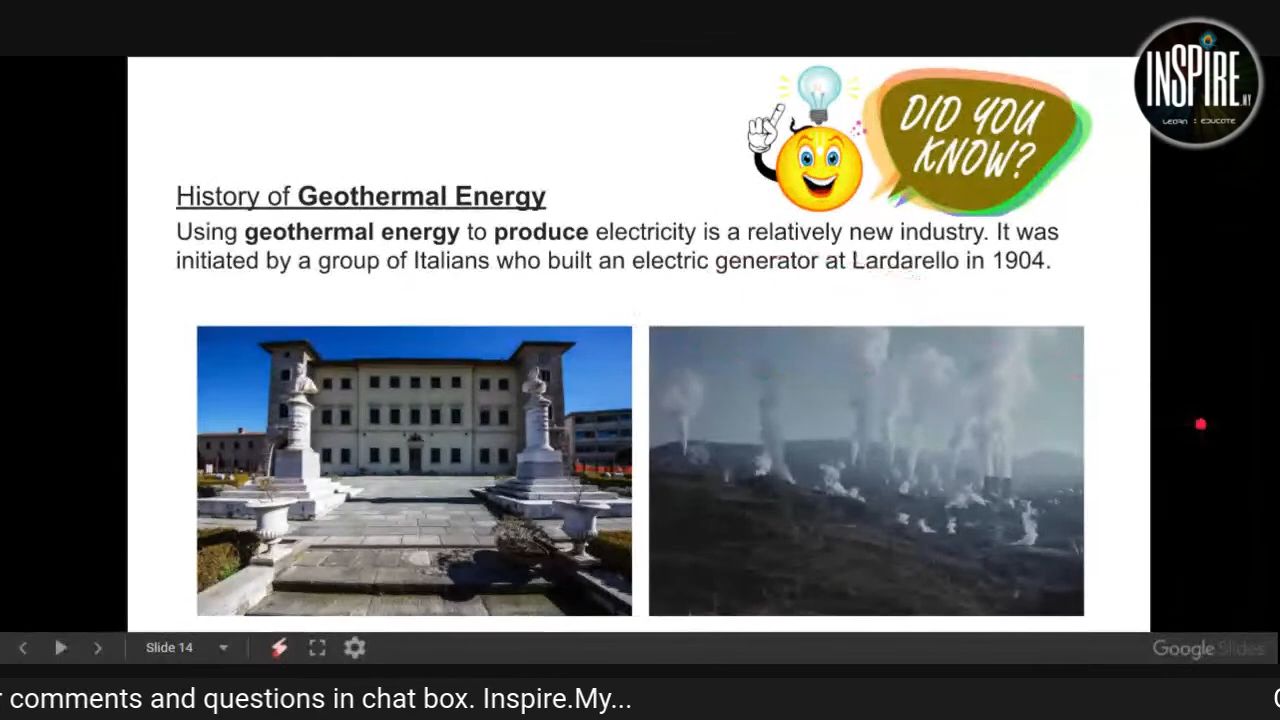 INSPIRE.MY
LEARN : EDUCATE
DID YOU
KNOW?
History of Geothermal Energy
Using geothermal energy to produce electricity is a relatively new industry. It was
initiated by a group of Italians who built an electric generator at Lardarello in 1904.
Slide 14
Google Slides
comments and questions in chat box. Inspire.My...